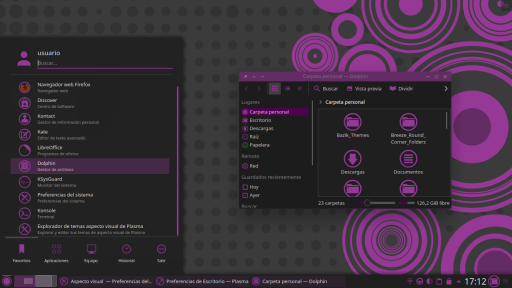 usuario
Buscar...
Navegador web Firefox
Navegador web
Discover
Centro de software
Kontact
Gestor de información personal
Kate
Editor de texto avanzado
LibreOffice
Programas de oficina
Dolphin
Gestor de archivos
KSysGuard
Monitor del sistema
Preferencias del sistema
Preferencias del sistema
Konsole
Terminal
Explorador de temas aspecto visual de Plasma
Explorar y editar sus temas de aspecto visual de Plasma
Favoritos
Aplicaciones
Equipo
Historial
Salir
Carpeta personal — Dolphin
Buscar
Vista previa
Dividir
Lugares
Carpeta personal
Escritorio
Descargas
Raíz
Papelera
Remoto
Red
Guardados recientemente
Hoy
Ayer
Buscar
Carpeta personal
Bazik_Themes
Breeze_Round_
Corner_Folders
Descargas
Documentos
23 carpetas
126,2 GiB libre
Aspecto visual — Preferencias del...
Preferencias de Escritorio — Plasma
Carpeta personal — Dolphin
17:12